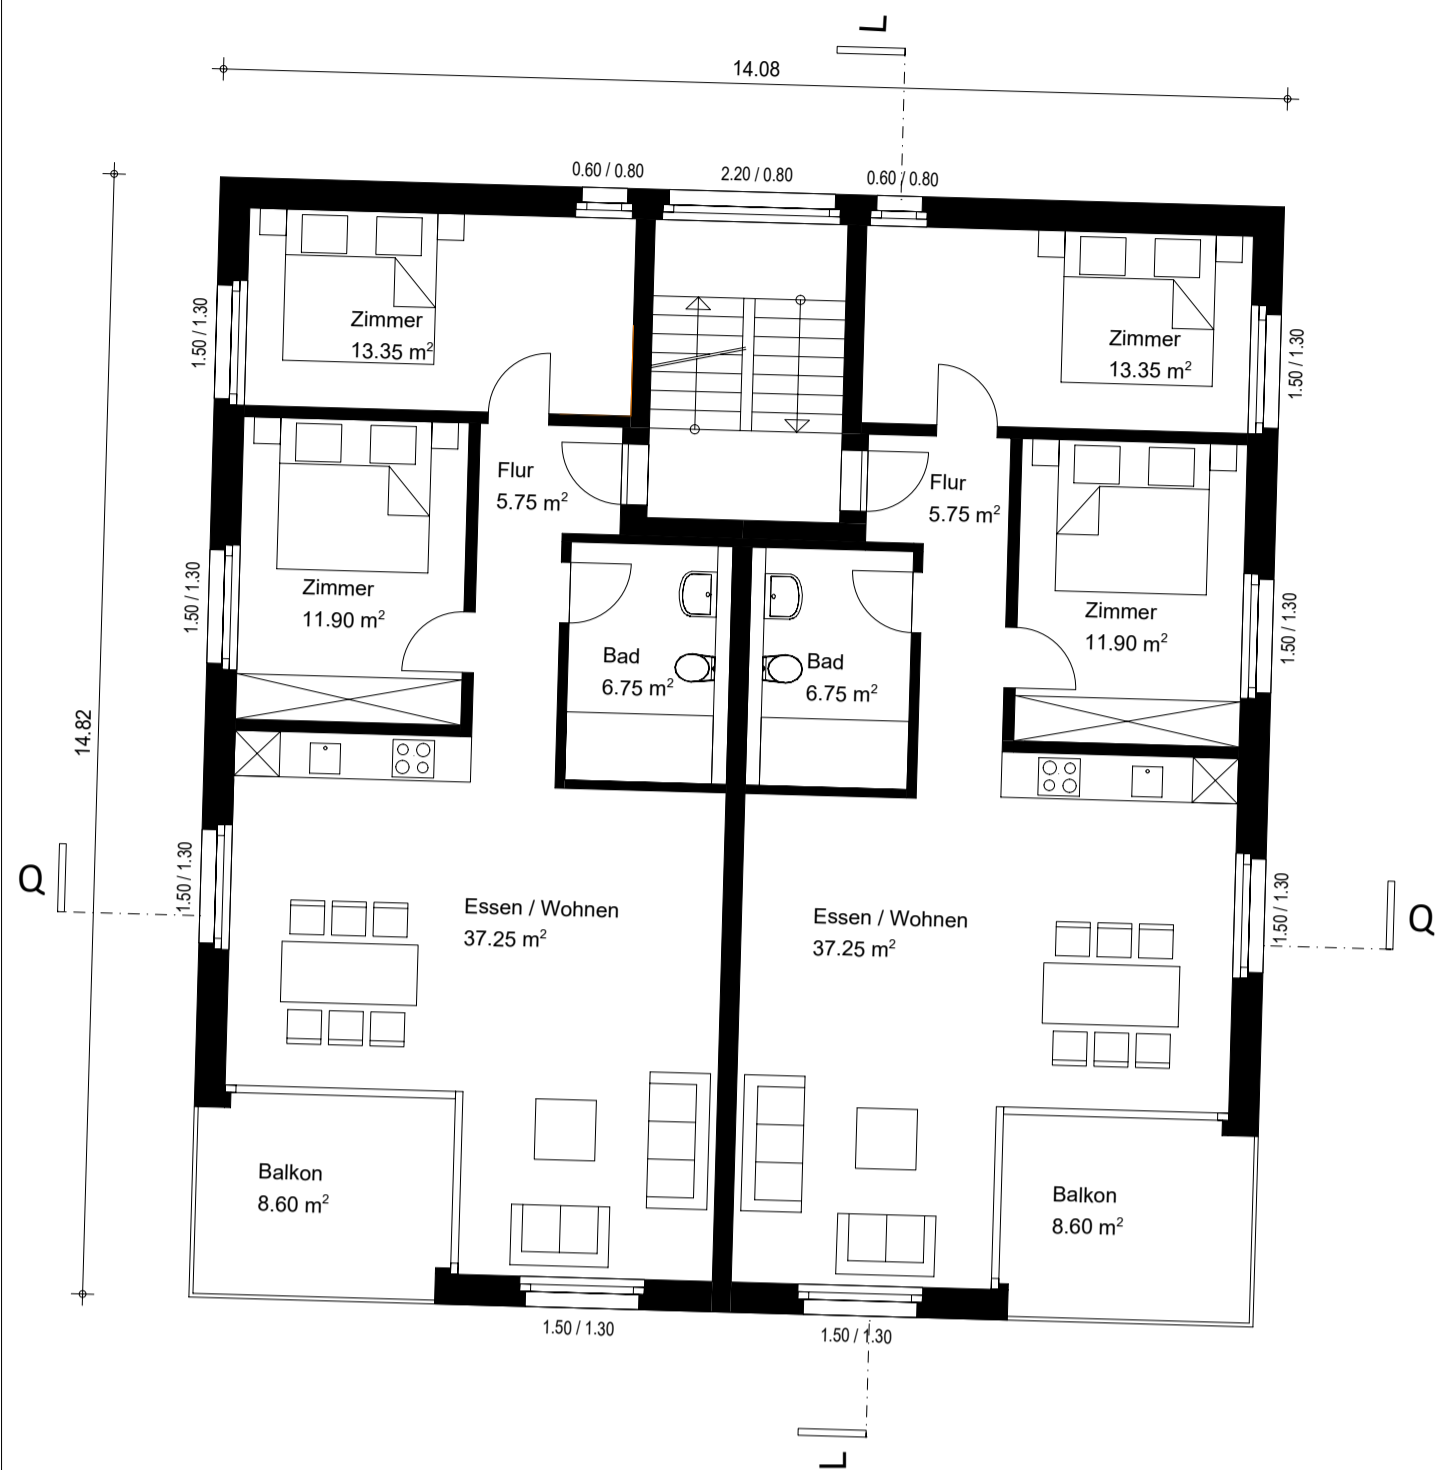 L
14.08
0.60 / 0.80
2.20 / 0.80
0.60 / 0.80
1.50 / 1.30
Zimmer
13.35 m²
Zimmer
13.35 m²
1.50 / 1.30
Flur
5.75 m²
Flur
5.75 m²
1.50 / 1.30
Zimmer
11.90 m²
Zimmer
11.90 m²
1.50 / 1.30
Bad
6.75 m²
Bad
6.75 m²
14.82
Q
1.50 / 1.30
Essen / Wohnen
37.25 m²
Essen / Wohnen
37.25 m²
1.50 / 1.30
Q
Balkon
8.60 m²
Balkon
8.60 m²
1.50 / 1.30
1.50 / 1.30
L